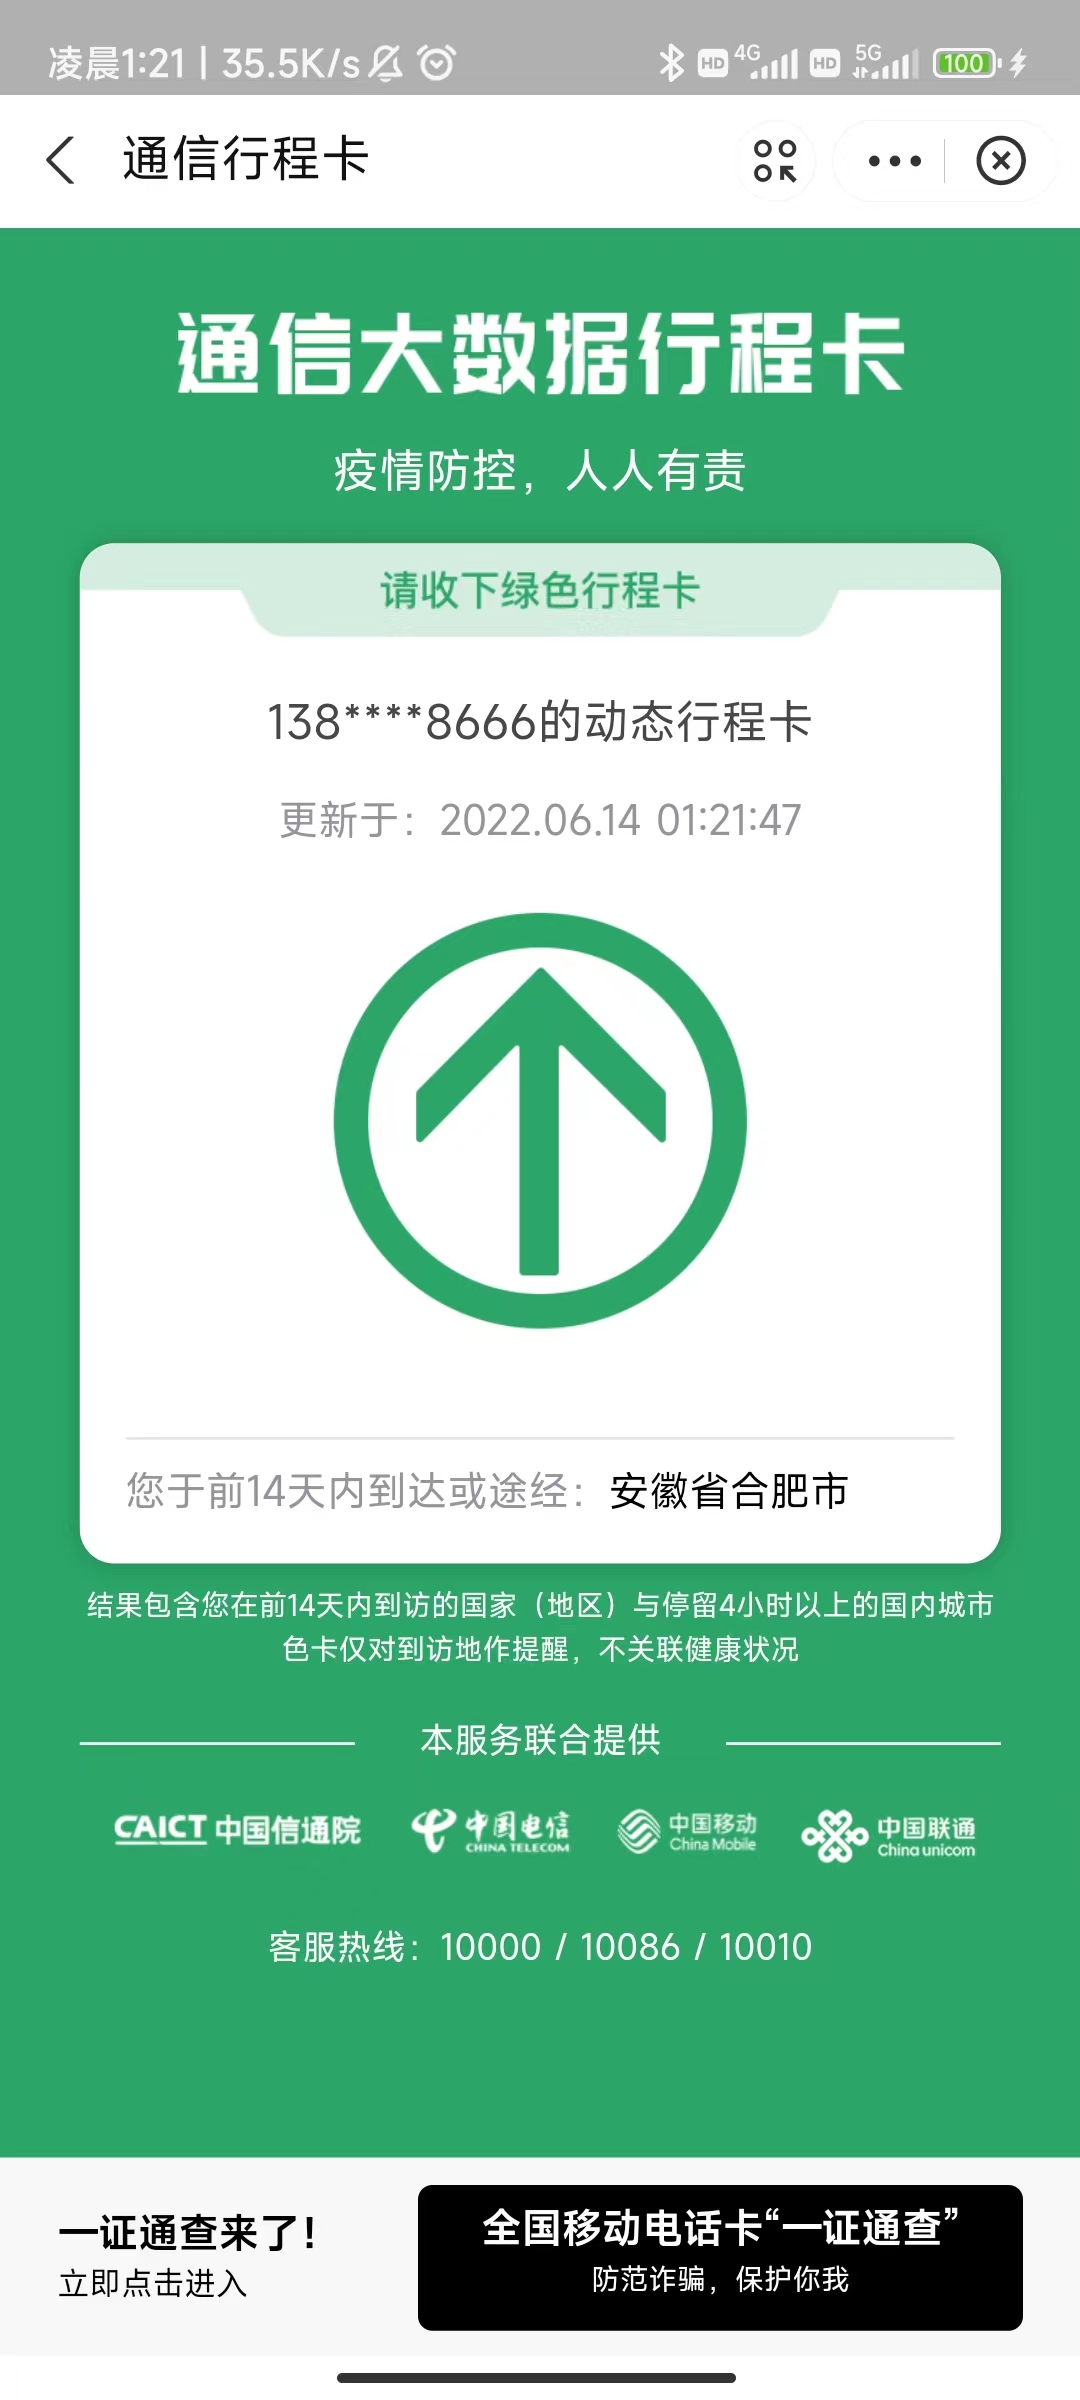 凌晨1:21 | 35.5K/s HD 4G HD 5G 100
通信行程卡
通信大数据行程卡
疫情防控，人人有责
请收下绿色行程卡
138****8666的动态行程卡
更新于：2022.06.14 01:21:47
您于前14天内到达或途经：安徽省合肥市
结果包含您在前14天内到访的国家（地区）与停留4小时以上的国内城市
色卡仅对到访地作提醒，不关联健康状况
本服务联合提供
CAICT 中国信通院 中国电信 CHINA TELECOM 中国移动 China Mobile 中国联通 China unicom
客服热线：10000 / 10086 / 10010
一证通查来了！
立即点击进入
全国移动电话卡“一证通查”
防范诈骗，保护你我